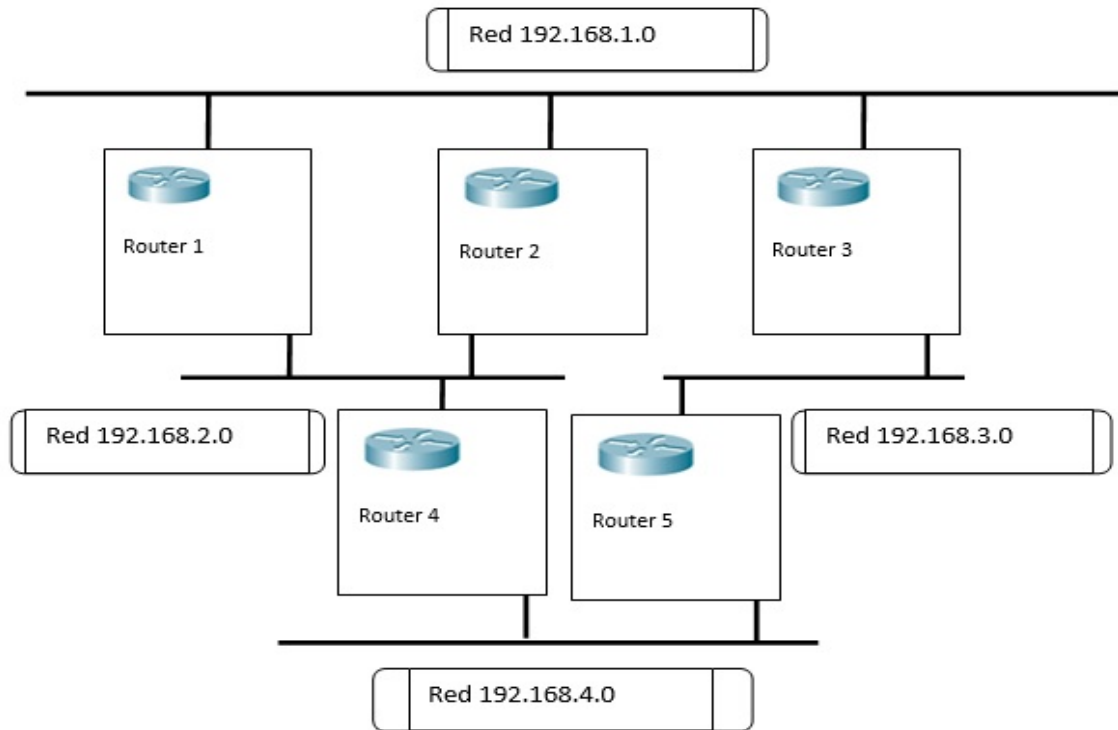 Red 192.168.1.0
Router 1
Router 2
Router 3
Red 192.168.2.0
Red 192.168.3.0
Router 4
Router 5
Red 192.168.4.0